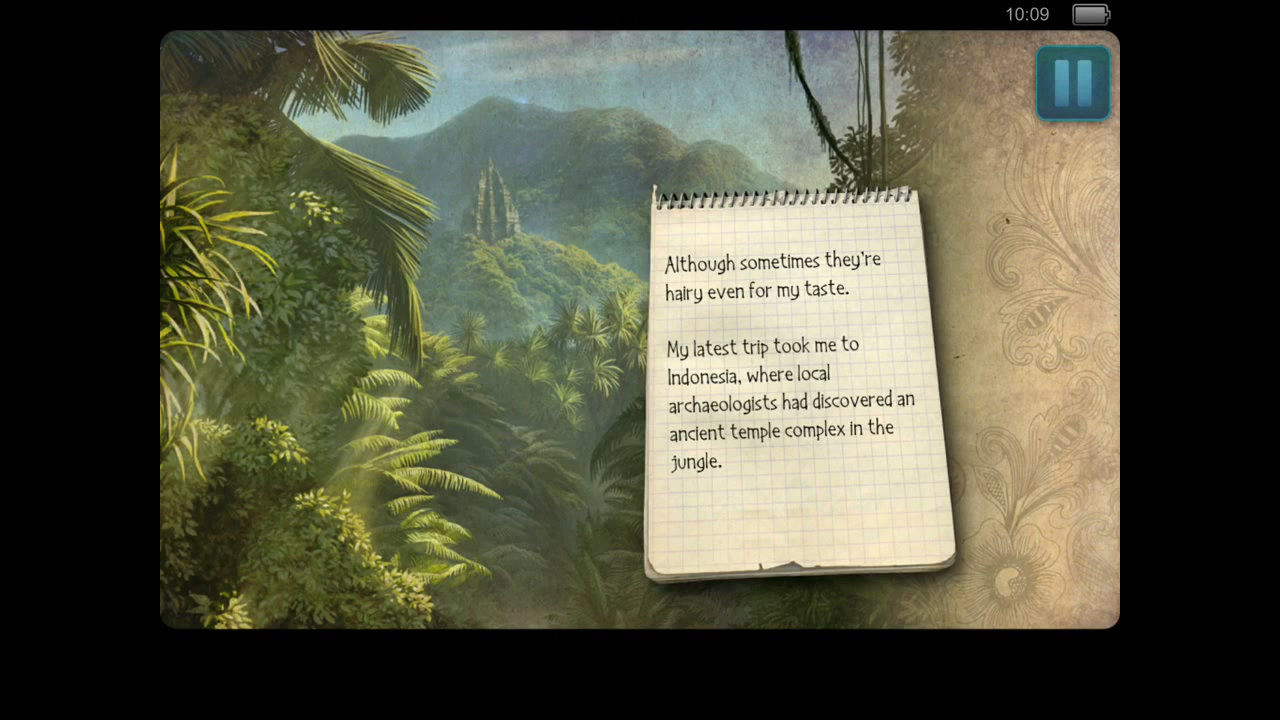 10:09
Although sometimes they're
hairy even for my taste.
My latest trip took me to
Indonesia, where local
archaeologists had discovered an
ancient temple complex in the
jungle.